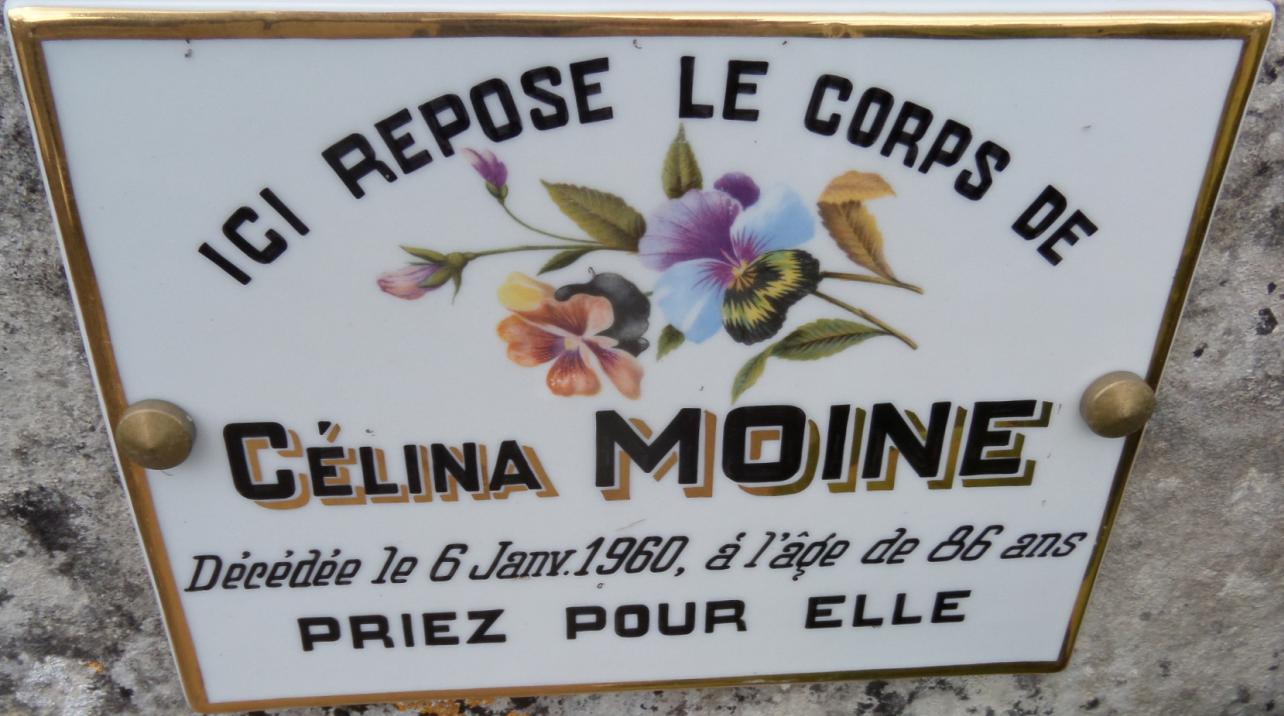 ICI REPOSE LE CORPS DE
CÉLINA MOINE
Décédée le 6 Janv.1960, á l'âge de 86 ans
PRIEZ POUR ELLE